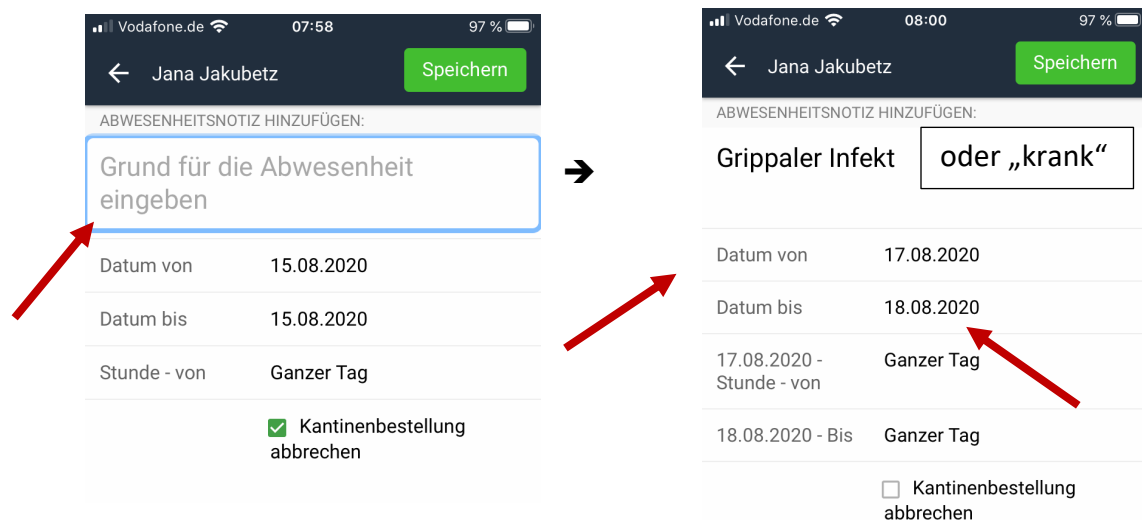 Vodafone.de 07:58 97 %
← Jana Jakubetz Speichern
ABWESENHEITSNOTIZ HINZUFÜGEN:
Grund für die Abwesenheit
eingeben
Datum von 15.08.2020
Datum bis 15.08.2020
Stunde - von Ganzer Tag
Kantinenbestellung
abbrechen
➔
Vodafone.de 08:00 97 %
← Jana Jakubetz Speichern
ABWESENHEITSNOTIZ HINZUFÜGEN:
Grippaler Infekt oder „krank“
Datum von 17.08.2020
Datum bis 18.08.2020
17.08.2020 - Ganzer Tag
Stunde - von
18.08.2020 - Bis Ganzer Tag
Kantinenbestellung
abbrechen